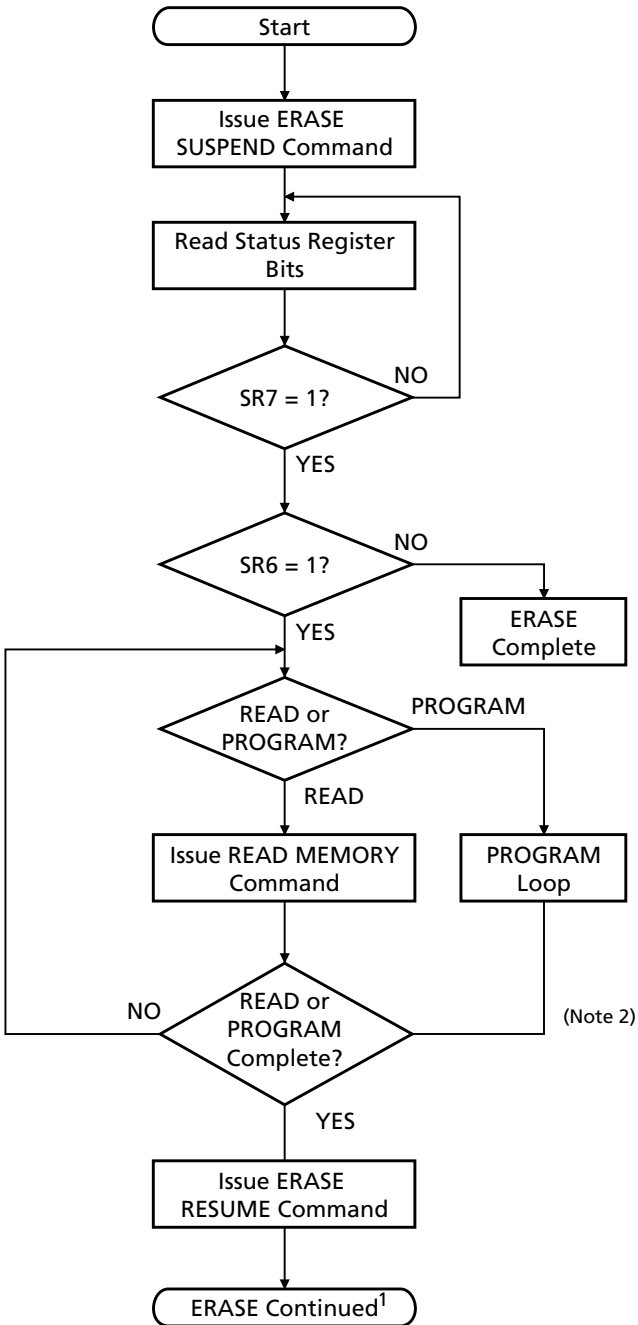 Start
Issue ERASE
SUSPEND Command
Read Status Register
Bits
SR7 = 1?
NO
YES
SR6 = 1?
NO
YES
ERASE
Complete
READ or
PROGRAM?
PROGRAM
READ
Issue READ MEMORY
Command
PROGRAM
Loop
READ or
PROGRAM
Complete?
NO
(Note 2)
YES
Issue ERASE
RESUME Command
ERASE Continued¹